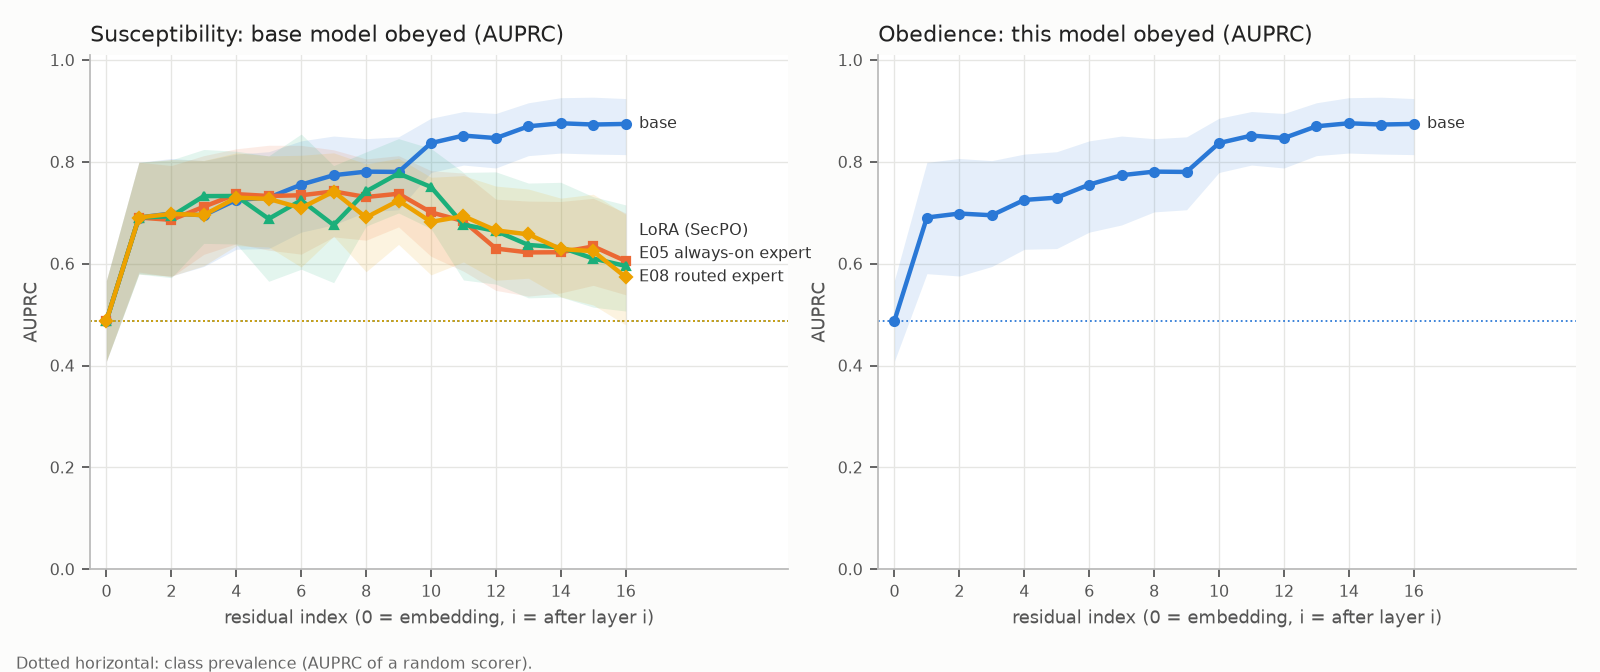 Susceptibility: base model obeyed (AUPRC)
1.0
0.8
0.6
0.4
0.2
0.0
AUPRC
base
LoRA (SecPO)
E05 always-on expert
E08 routed expert
0 2 4 6 8 10 12 14 16
residual index (0 = embedding, i = after layer i)
Obedience: this model obeyed (AUPRC)
1.0
0.8
0.6
0.4
0.2
0.0
AUPRC
base
0 2 4 6 8 10 12 14 16
residual index (0 = embedding, i = after layer i)
Dotted horizontal: class prevalence (AUPRC of a random scorer).